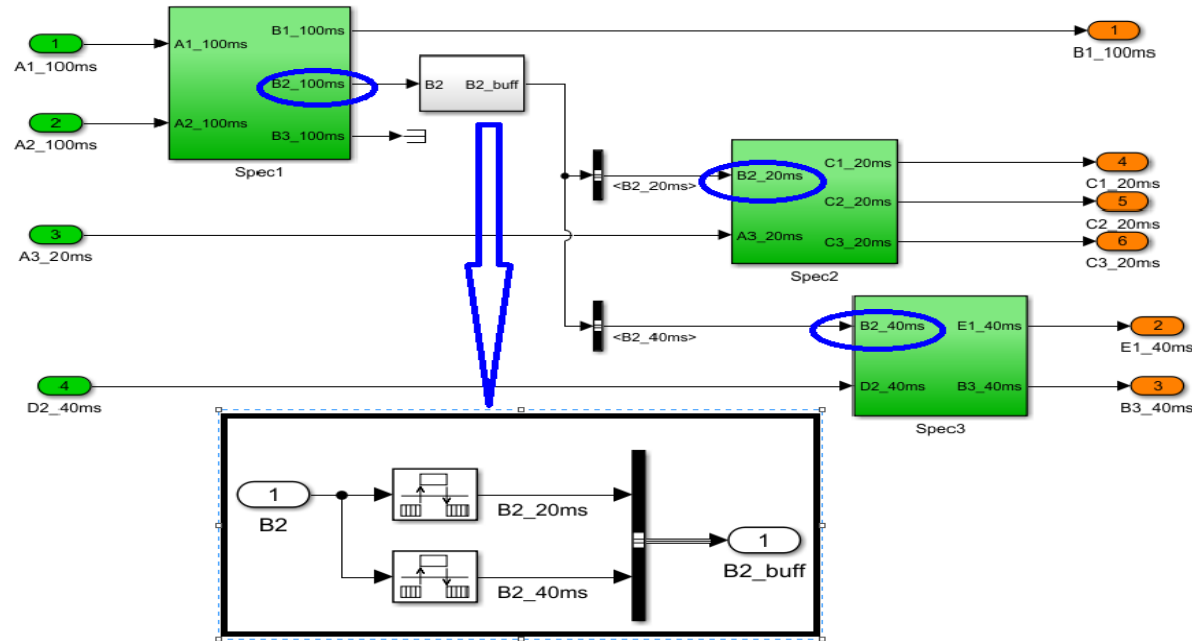 1
A1_100ms
2
A2_100ms
A1_100ms
A2_100ms
B1_100ms
B2_100ms
B3_100ms
Spec1
B2
B2_buff
1
B1_100ms
3
A3_20ms
<B2_20ms>
B2_20ms
A3_20ms
C1_20ms
C2_20ms
C3_20ms
Spec2
4
C1_20ms
5
C2_20ms
6
C3_20ms
<B2_40ms>
B2_40ms
D2_40ms
E1_40ms
B3_40ms
Spec3
2
E1_40ms
3
B3_40ms
4
D2_40ms
1
B2
B2_20ms
B2_40ms
1
B2_buff